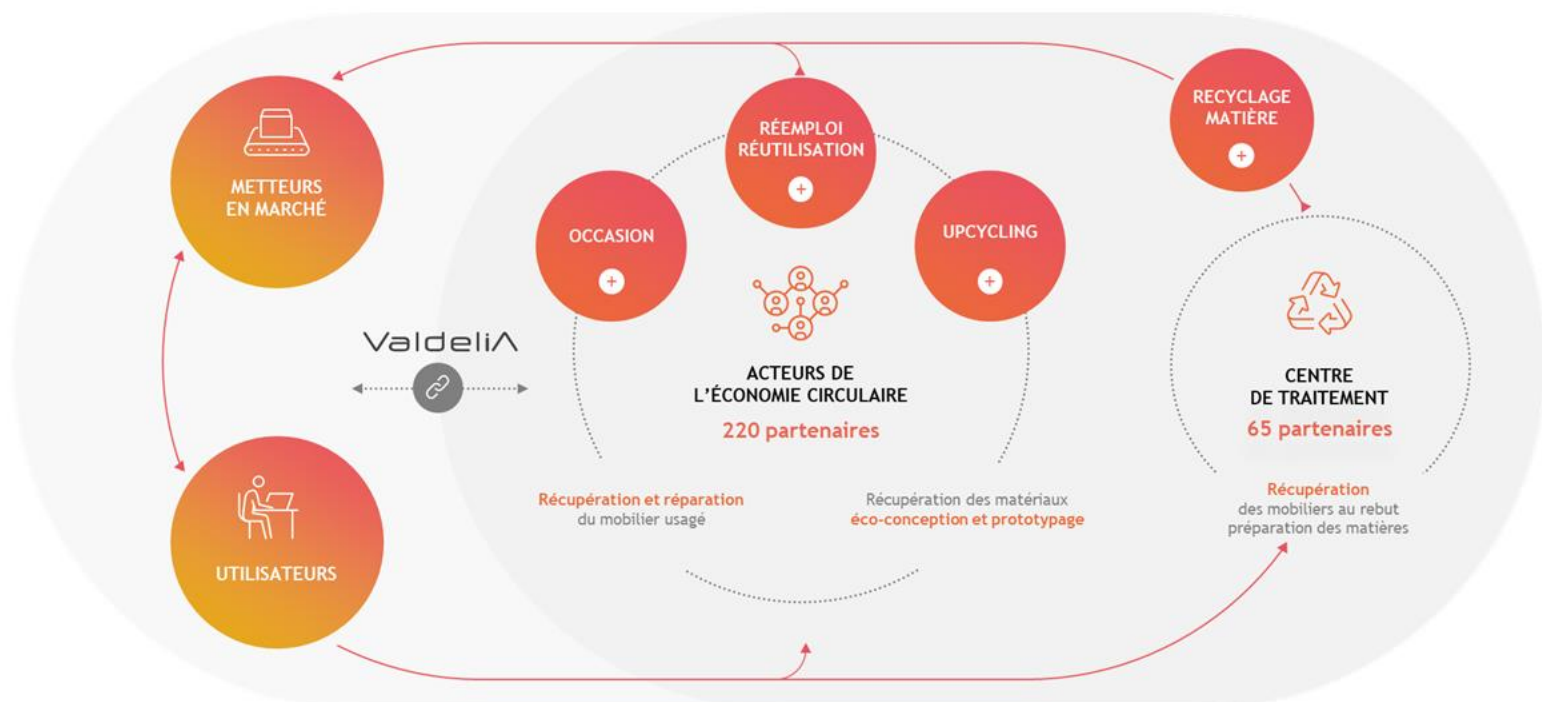 METTEURS
EN MARCHÉ
UTILISATEURS
ValdeliA
OCCASION
RÉEMPLOI
RÉUTILISATION
UPCYCLING
ACTEURS DE
L'ÉCONOMIE CIRCULAIRE
220 partenaires
Récupération et réparation
du mobilier usagé
Récupération des matériaux
éco-conception et prototypage
RECYCLAGE
MATIÈRE
CENTRE
DE TRAITEMENT
65 partenaires
Récupération
des mobiliers au rebut
préparation des matières